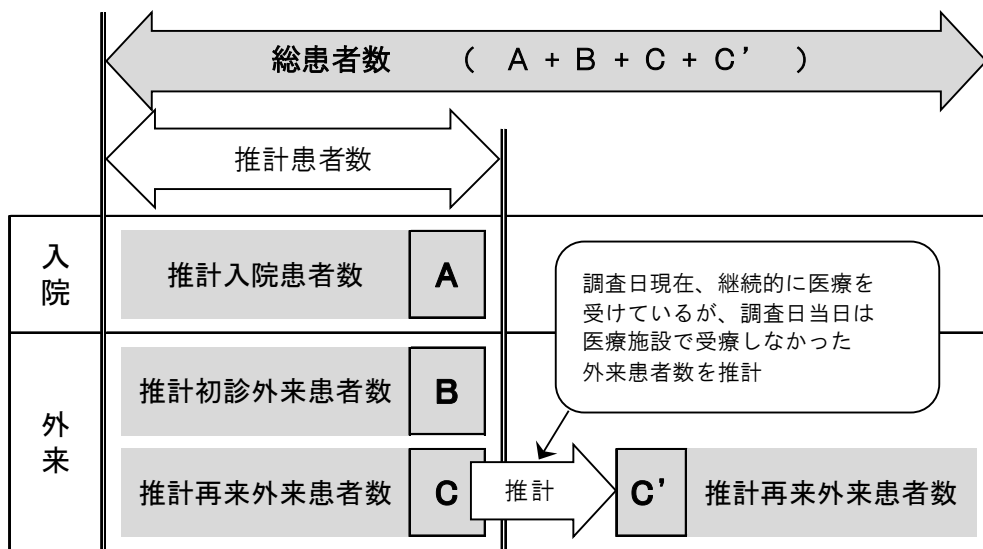 総患者数 （ A + B + C + C’ ）
推計患者数
入院
推計入院患者数 A
調査日現在、継続的に医療を
受けているが、調査日当日は
医療施設で受療しなかった
外来患者数を推計
外来
推計初診外来患者数 B
推計再来外来患者数 C 推計 C’ 推計再来外来患者数